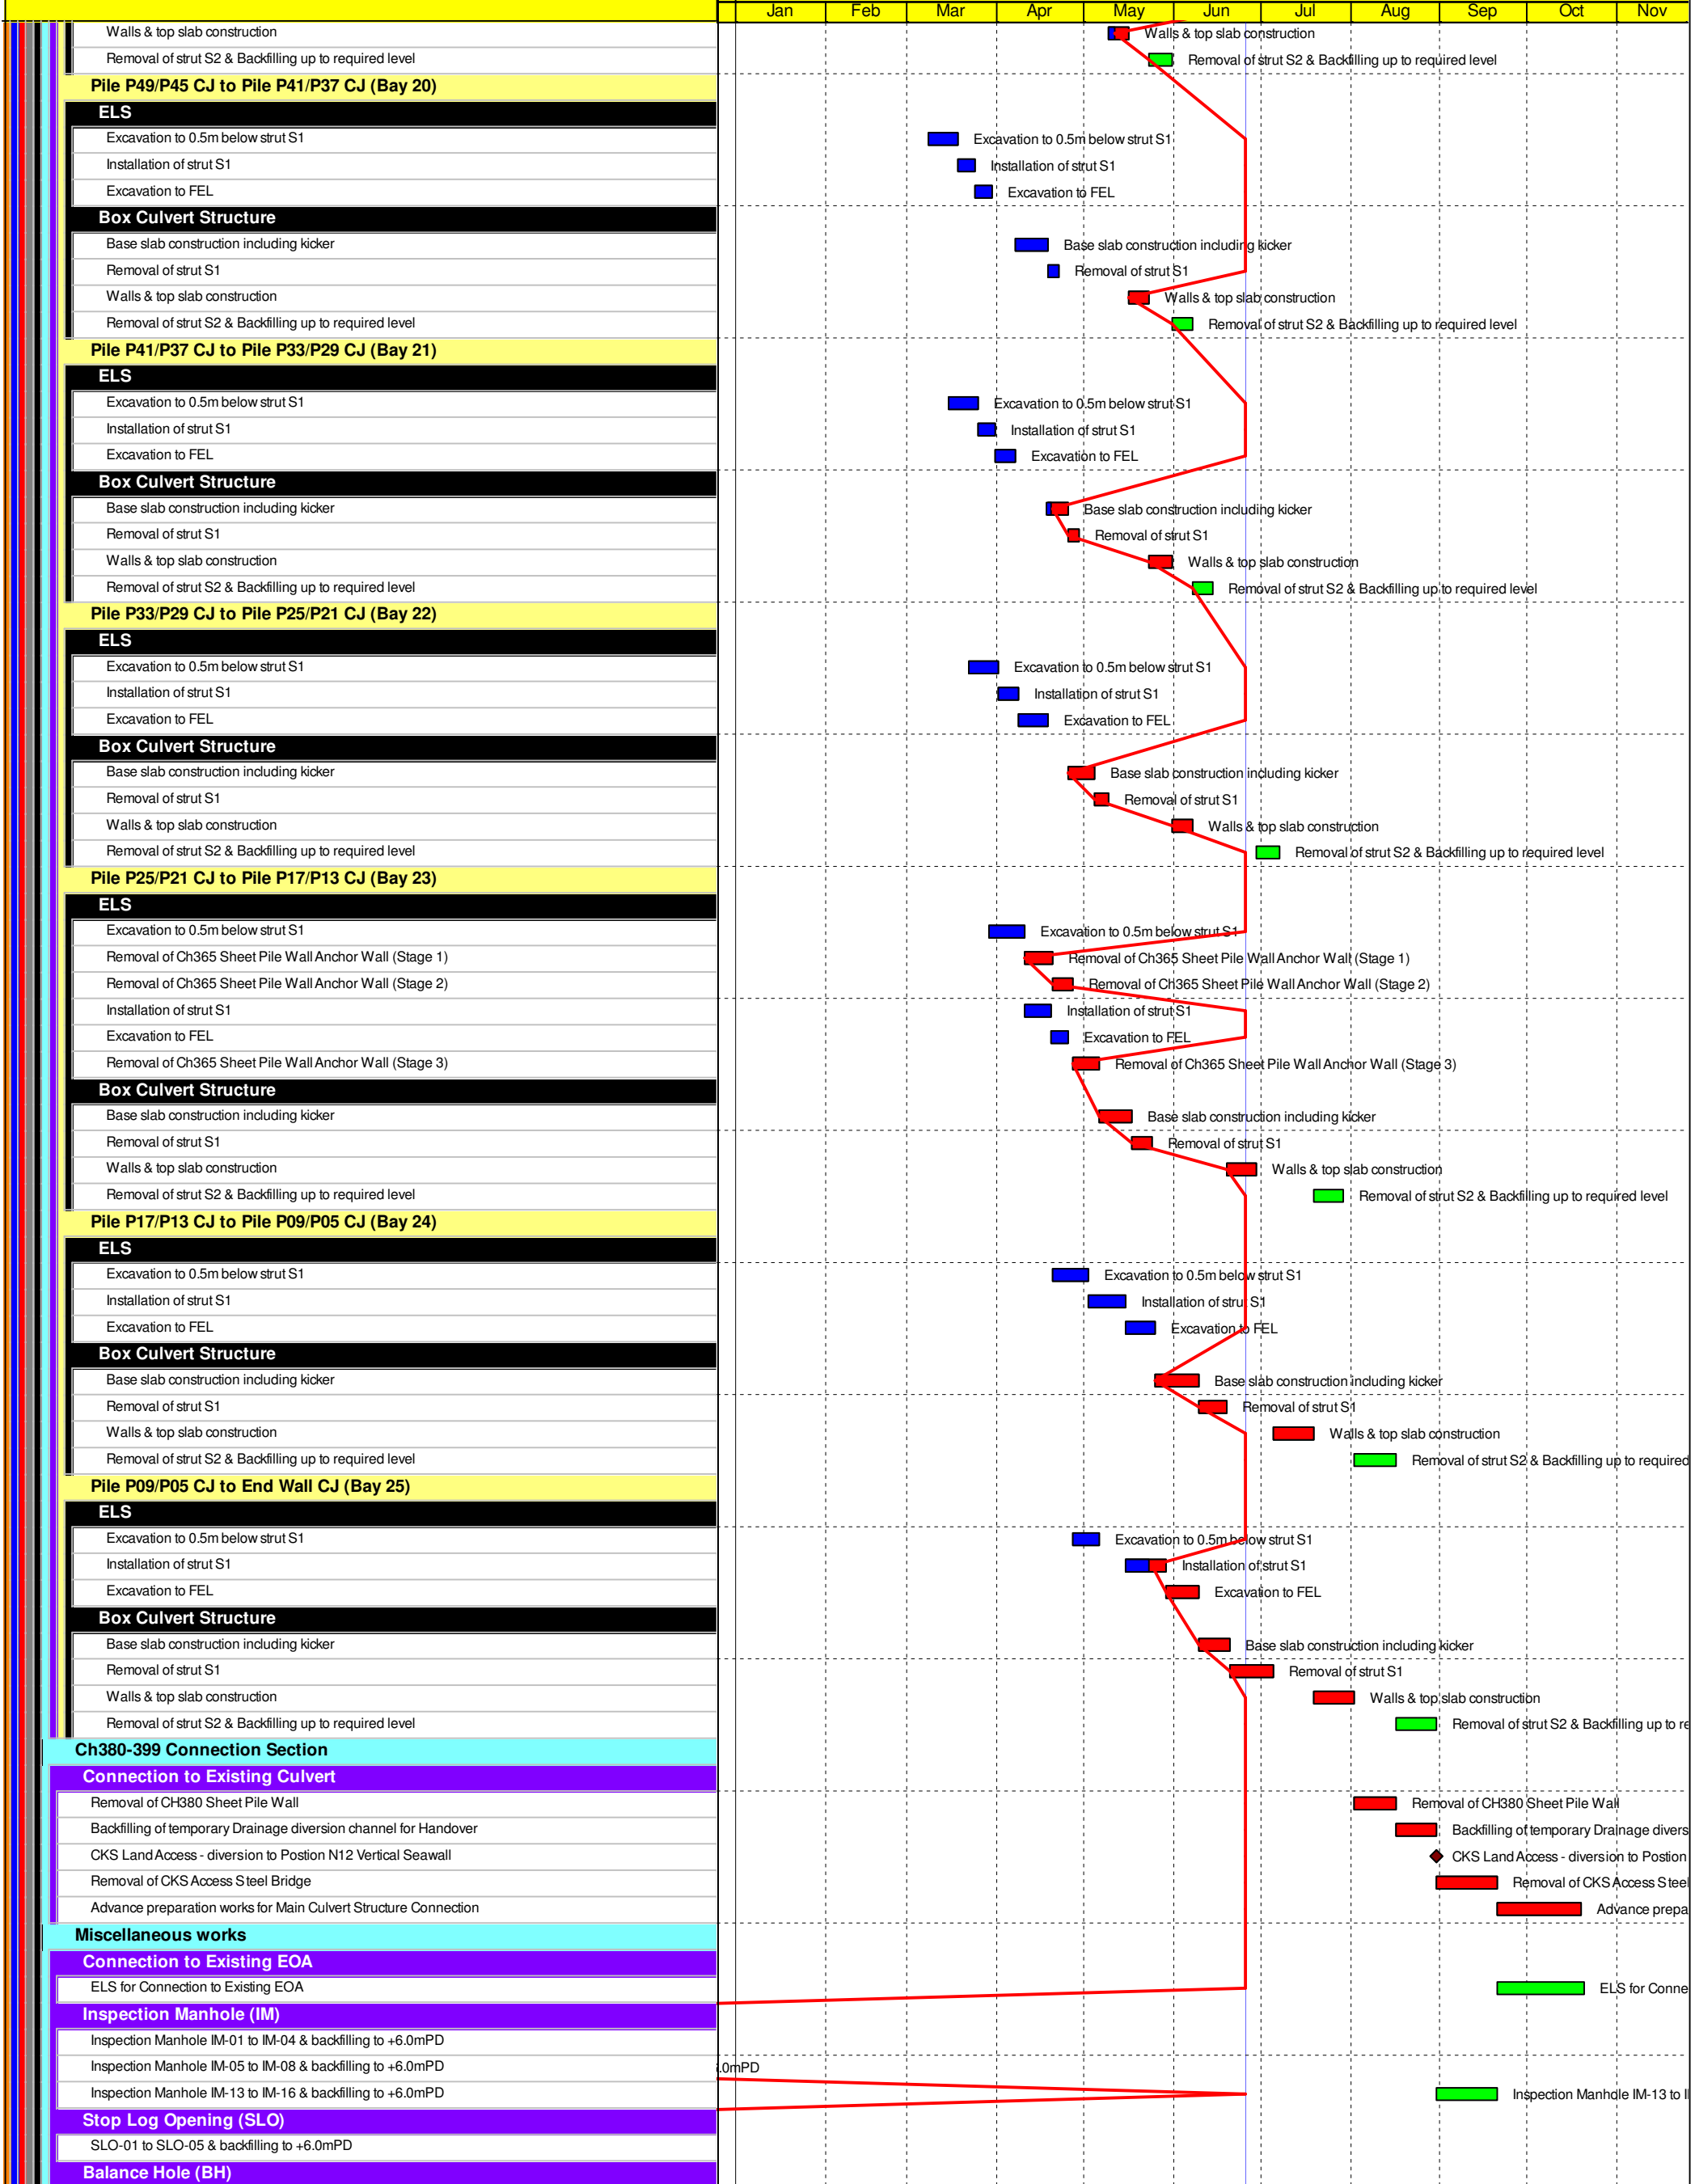 Jan Feb Mar Apr May Jun Jul Aug Sep Oct Nov
Walls & top slab construction Walls & top slab construction
Removal of strut S2 & Backfilling up to required level Removal of strut S2 & Backfilling up to required level
Pile P49/P45 CJ to Pile P41/P37 CJ (Bay 20)
ELS
Excavation to 0.5m below strut S1 Excavation to 0.5m below strut S1
Installation of strut S1 Installation of strut S1
Excavation to FEL Excavation to FEL
Box Culvert Structure
Base slab construction including kicker Base slab construction including kicker
Removal of strut S1 Removal of strut S1
Walls & top slab construction Walls & top slab construction
Removal of strut S2 & Backfilling up to required level Removal of strut S2 & Backfilling up to required level
Pile P41/P37 CJ to Pile P33/P29 CJ (Bay 21)
ELS
Excavation to 0.5m below strut S1 Excavation to 0.5m below strut S1
Installation of strut S1 Installation of strut S1
Excavation to FEL Excavation to FEL
Box Culvert Structure
Base slab construction including kicker Base slab construction including kicker
Removal of strut S1 Removal of strut S1
Walls & top slab construction Walls & top slab construction
Removal of strut S2 & Backfilling up to required level Removal of strut S2 & Backfilling up to required level
Pile P33/P29 CJ to Pile P25/P21 CJ (Bay 22)
ELS
Excavation to 0.5m below strut S1 Excavation to 0.5m below strut S1
Installation of strut S1 Installation of strut S1
Excavation to FEL Excavation to FEL
Box Culvert Structure
Base slab construction including kicker Base slab construction including kicker
Removal of strut S1 Removal of strut S1
Walls & top slab construction Walls & top slab construction
Removal of strut S2 & Backfilling up to required level Removal of strut S2 & Backfilling up to required level
Pile P25/P21 CJ to Pile P17/P13 CJ (Bay 23)
ELS
Excavation to 0.5m below strut S1 Excavation to 0.5m below strut S1
Removal of Ch365 Sheet Pile Wall Anchor Wall (Stage 1) Removal of Ch365 Sheet Pile Wall Anchor Wall (Stage 1)
Removal of Ch365 Sheet Pile Wall Anchor Wall (Stage 2) Removal of Ch365 Sheet Pile Wall Anchor Wall (Stage 2)
Installation of strut S1 Installation of strut S1
Excavation to FEL Excavation to FEL
Removal of Ch365 Sheet Pile Wall Anchor Wall (Stage 3) Removal of Ch365 Sheet Pile Wall Anchor Wall (Stage 3)
Box Culvert Structure
Base slab construction including kicker Base slab construction including kicker
Removal of strut S1 Removal of strut S1
Walls & top slab construction Walls & top slab construction
Removal of strut S2 & Backfilling up to required level Removal of strut S2 & Backfilling up to required level
Pile P17/P13 CJ to Pile P09/P05 CJ (Bay 24)
ELS
Excavation to 0.5m below strut S1 Excavation to 0.5m below strut S1
Installation of strut S1 Installation of strut S1
Excavation to FEL Excavation to FEL
Box Culvert Structure
Base slab construction including kicker Base slab construction including kicker
Removal of strut S1 Removal of strut S1
Walls & top slab construction Walls & top slab construction
Removal of strut S2 & Backfilling up to required level Removal of strut S2 & Backfilling up to required
Pile P09/P05 CJ to End Wall CJ (Bay 25)
ELS
Excavation to 0.5m below strut S1 Excavation to 0.5m below strut S1
Installation of strut S1 Installation of strut S1
Excavation to FEL Excavation to FEL
Box Culvert Structure
Base slab construction including kicker Base slab construction including kicker
Removal of strut S1 Removal of strut S1
Walls & top slab construction Walls & top slab construction
Removal of strut S2 & Backfilling up to required level Removal of strut S2 & Backfilling up to re
Ch380-399 Connection Section
Connection to Existing Culvert
Removal of CH380 Sheet Pile Wall Removal of CH380 Sheet Pile Wall
Backfilling of temporary Drainage diversion channel for Handover Backfilling of temporary Drainage divers
CKS Land Access - diversion to Postion N12 Vertical Seawall CKS Land Access - diversion to Postion
Removal of CKS Access Steel Bridge Removal of CKS Access Steel
Advance preparation works for Main Culvert Structure Connection Advance prepa
Miscellaneous works
Connection to Existing EOA
ELS for Connection to Existing EOA ELS for Conne
Inspection Manhole (IM)
Inspection Manhole IM-01 to IM-04 & backfilling to +6.0mPD
Inspection Manhole IM-05 to IM-08 & backfilling to +6.0mPD .0mPD
Inspection Manhole IM-13 to IM-16 & backfilling to +6.0mPD Inspection Manhole IM-13 to I
Stop Log Opening (SLO)
SLO-01 to SLO-05 & backfilling to +6.0mPD
Balance Hole (BH)